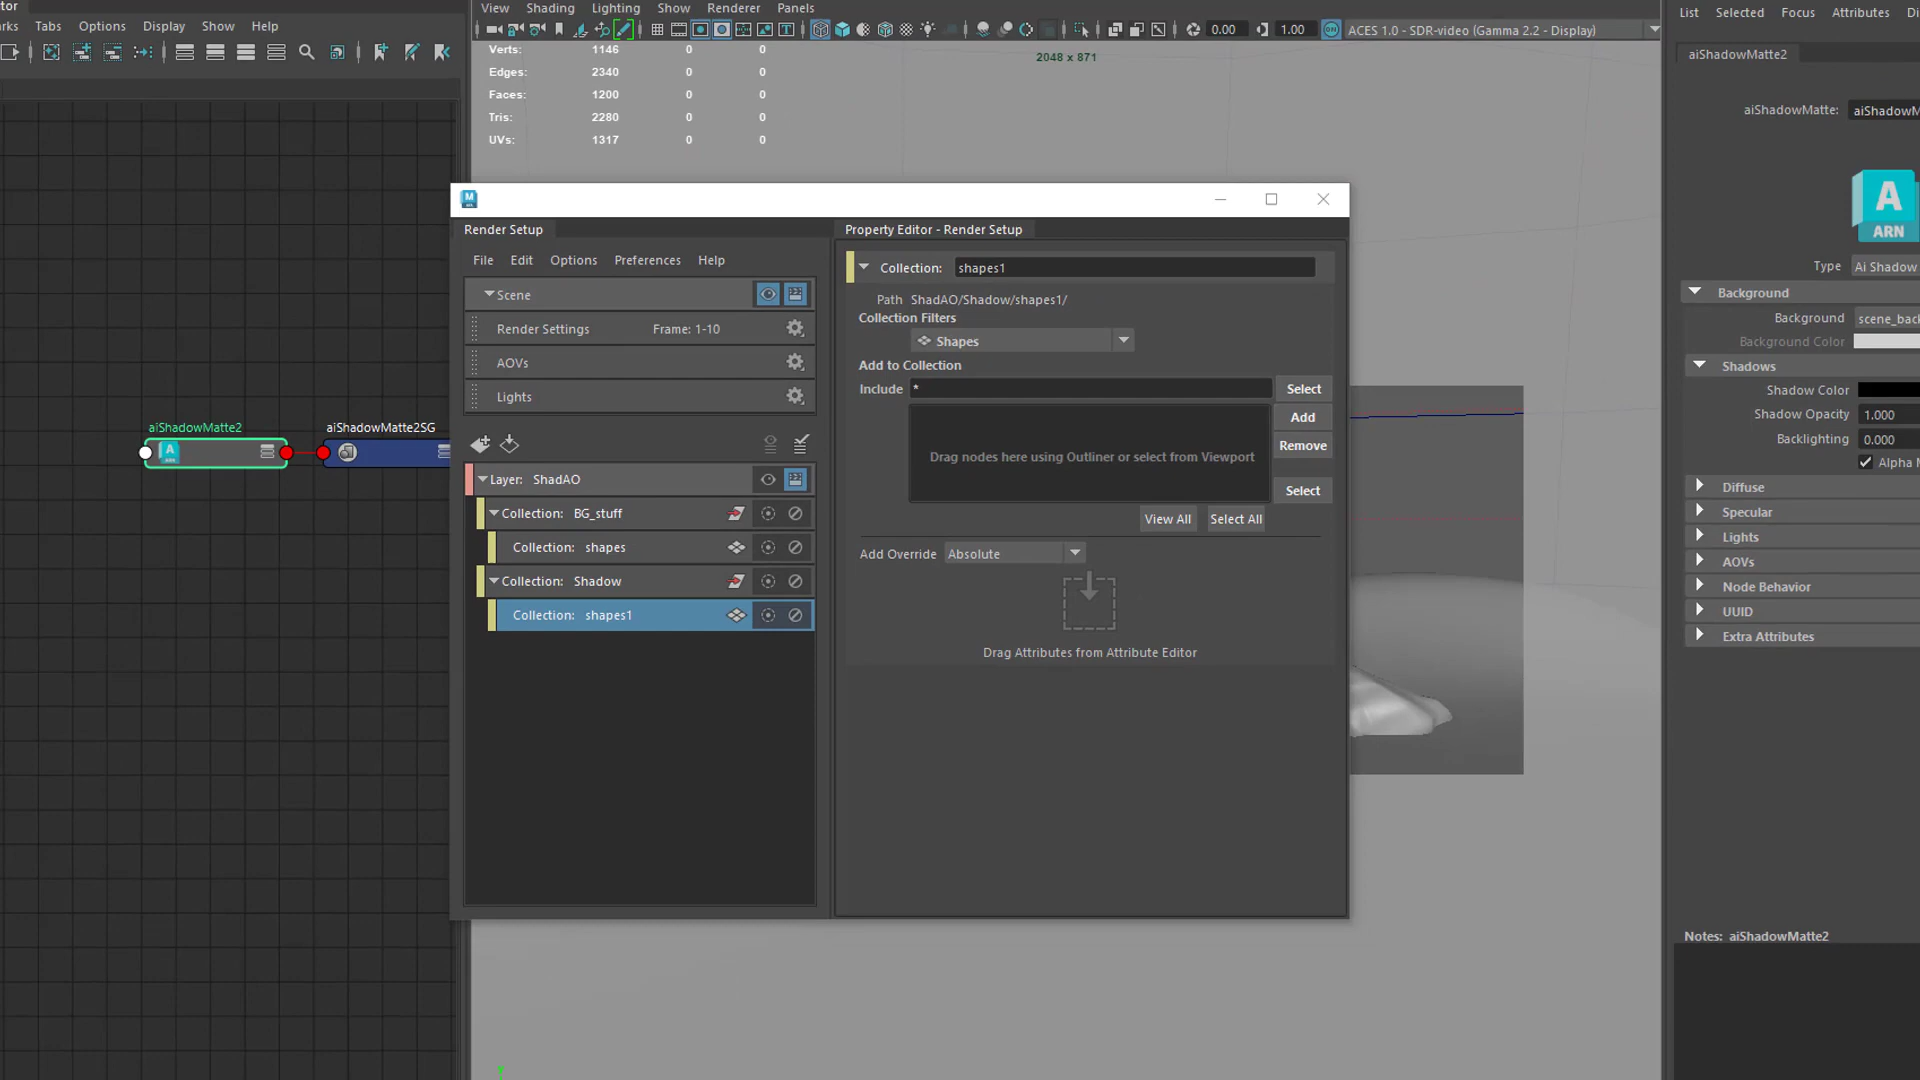 tor
rks Tabs Options Display Show Help
aiShadowMatte2
aiShadowMatte2SG
View Shading Lighting Show Renderer Panels
0.00 1.00 ACES 1.0 - SDR-video (Gamma 2.2 - Display)
Verts: 1146 0 0
Edges: 2340 0 0
Faces: 1200 0 0
Tris: 2280 0 0
UVs: 1317 0 0
2048 x 871
Render Setup
File Edit Options Preferences Help
Scene
Render Settings Frame: 1-10
AOVs
Lights
Layer: ShadAO
Collection: BG_stuff
Collection: shapes
Collection: Shadow
Collection: shapes1
Property Editor - Render Setup
Collection: shapes1
Path ShadAO/Shadow/shapes1/
Collection Filters
Shapes
Add to Collection
Include * Select
Add
Remove
Drag nodes here using Outliner or select from Viewport
Select
View All Select All
Add Override Absolute
Drag Attributes from Attribute Editor
List Selected Focus Attributes Di
aiShadowMatte2
aiShadowMatte: aiShadowM
A
ARN
Type Ai Shadow
Background
Background scene_back
Background Color
Shadows
Shadow Color
Shadow Opacity 1.000
Backlighting 0.000
Alpha M
Diffuse
Specular
Lights
AOVs
Node Behavior
UUID
Extra Attributes
Notes: aiShadowMatte2